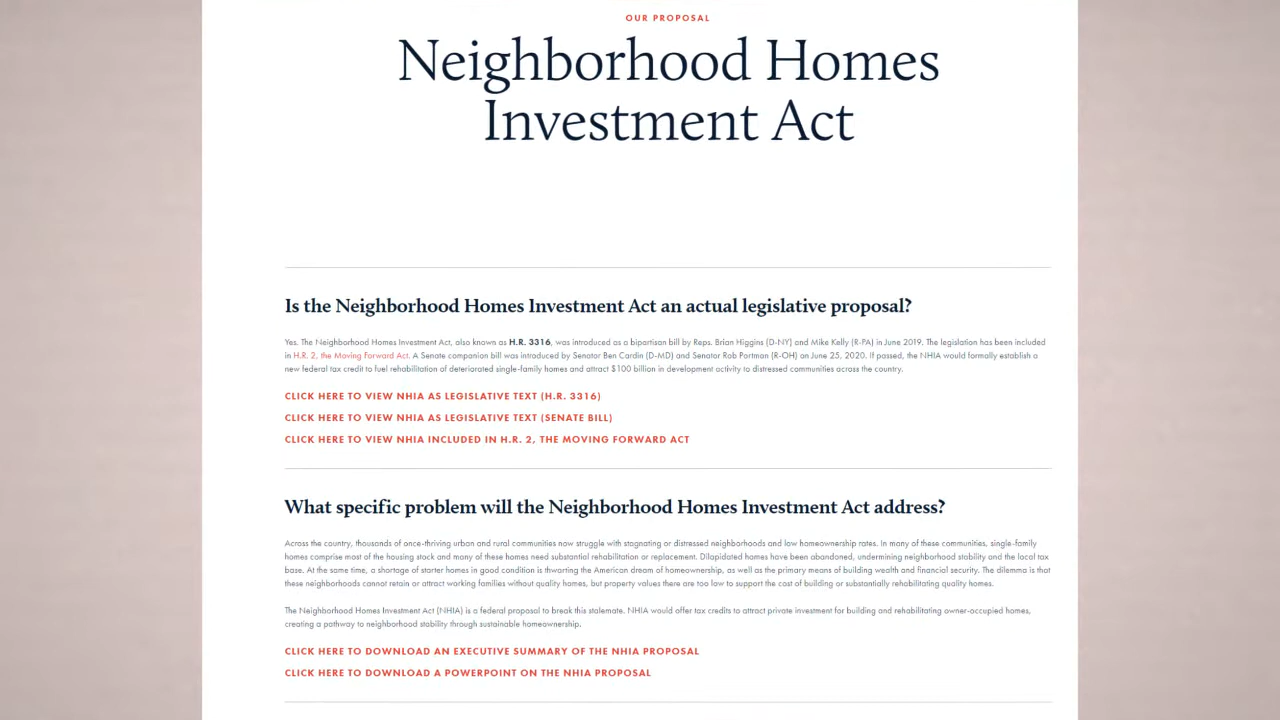 OUR PROPOSAL
Neighborhood Homes
Investment Act
Is the Neighborhood Homes Investment Act an actual legislative proposal?
Yes. The Neighborhood Homes Investment Act, also known as H.R. 3316, was introduced as a bipartisan bill by Reps. Brian Higgins (D-NY) and Mike Kelly (R-PA) in June 2019. The legislation has been included
in H.R. 2, the Moving Forward Act. A Senate companion bill was introduced by Senator Ben Cardin (D-MD) and Senator Rob Portman (R-OH) on June 25, 2020. If passed, the NHIA would formally establish a
new federal tax credit to fuel rehabilitation of deteriorated single-family homes and attract $100 billion in development activity to distressed communities across the country.
CLICK HERE TO VIEW NHIA AS LEGISLATIVE TEXT (H.R. 3316)
CLICK HERE TO VIEW NHIA AS LEGISLATIVE TEXT (SENATE BILL)
CLICK HERE TO VIEW NHIA INCLUDED IN H.R. 2, THE MOVING FORWARD ACT
What specific problem will the Neighborhood Homes Investment Act address?
Across the country, thousands of once-thriving urban and rural communities now struggle with stagnating or distressed neighborhoods and low homeownership rates. In many of these communities, single-family
homes comprise most of the housing stock and many of these homes need substantial rehabilitation or replacement. Dilapidated homes have been abandoned, undermining neighborhood stability and the local tax
base. At the same time, a shortage of starter homes in good condition is thwarting the American dream of homeownership, as well as the primary means of building wealth and financial security. The dilemma is that
these neighborhoods cannot retain or attract working families without quality homes, but property values there are too low to support the cost of building or substantially rehabilitating quality homes.
The Neighborhood Homes Investment Act (NHIA) is a federal proposal to break this stalemate. NHIA would offer tax credits to attract private investment for building and rehabilitating owner-occupied homes,
creating a pathway to neighborhood stability through sustainable homeownership.
CLICK HERE TO DOWNLOAD AN EXECUTIVE SUMMARY OF THE NHIA PROPOSAL
CLICK HERE TO DOWNLOAD A POWERPOINT ON THE NHIA PROPOSAL